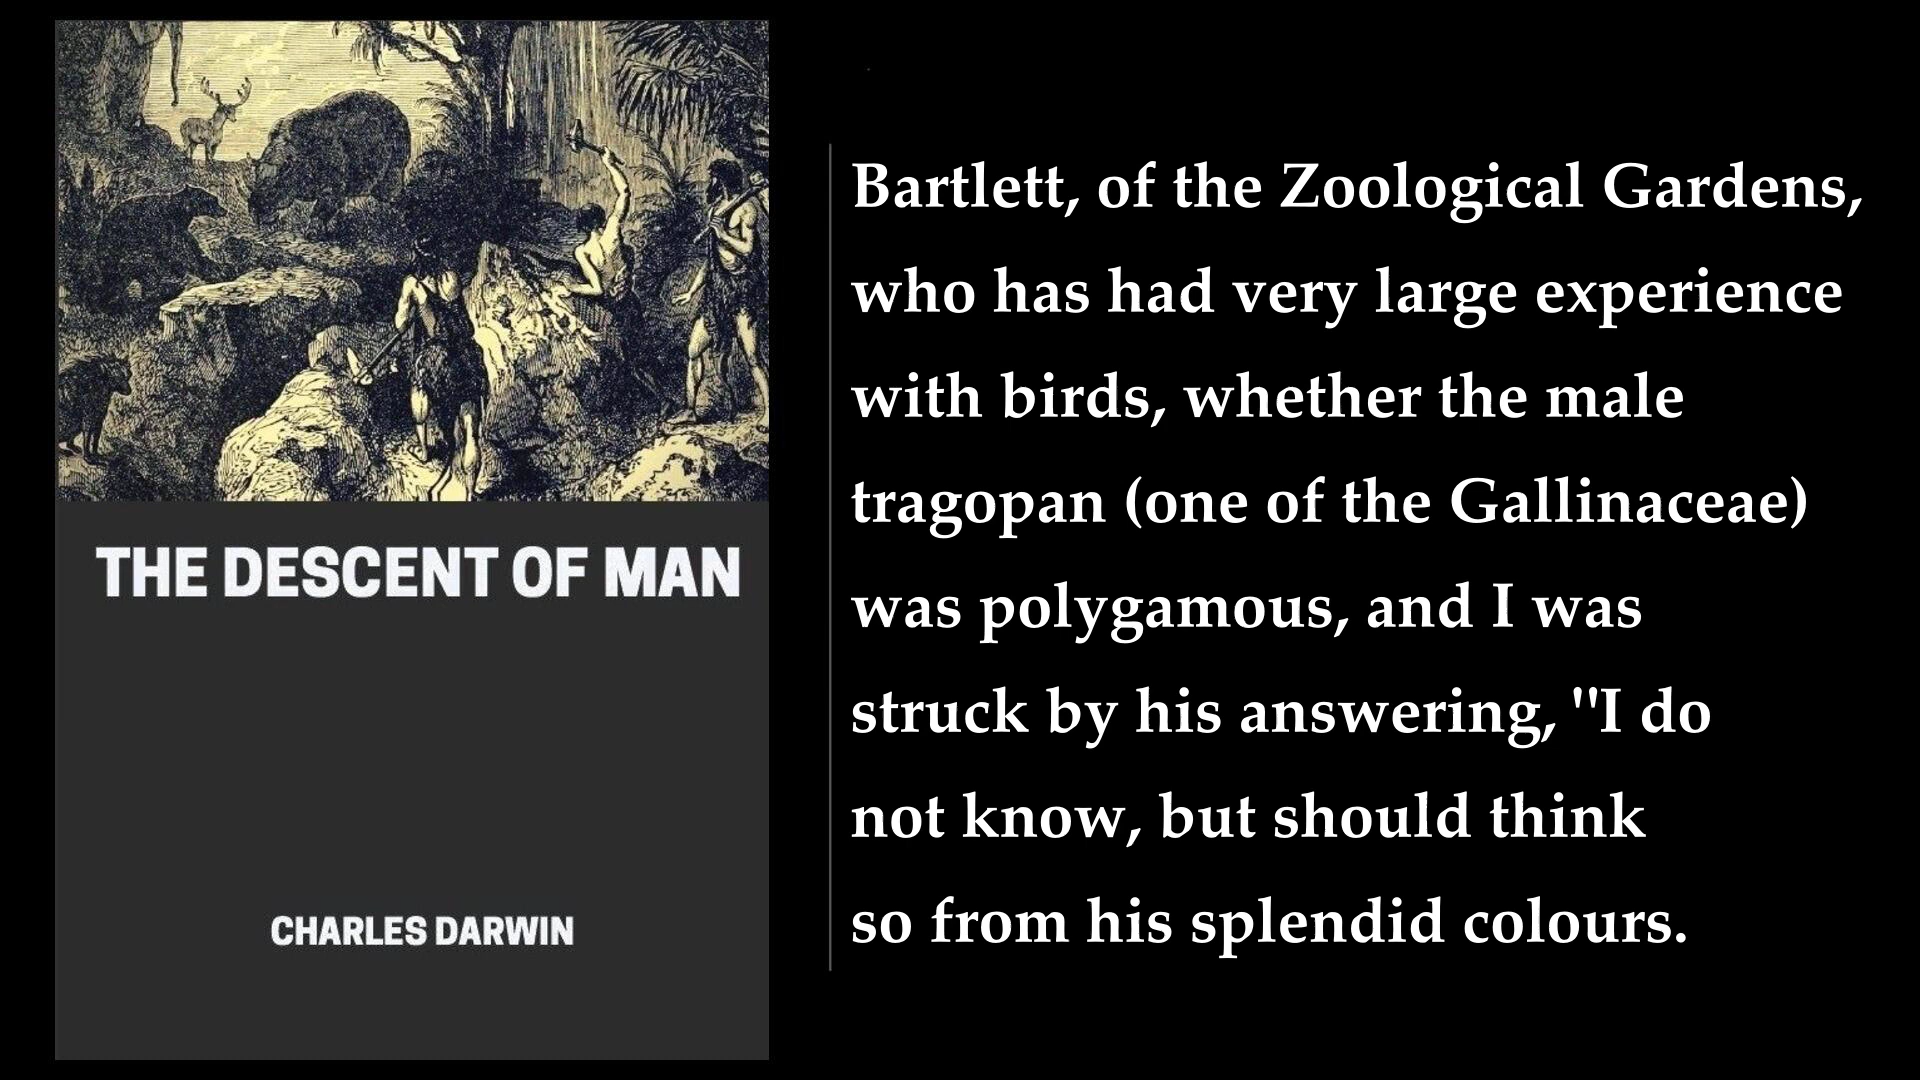 THE DESCENT OF MAN
CHARLES DARWIN
Bartlett, of the Zoological Gardens,
who has had very large experience
with birds, whether the male
tragopan (one of the Gallinaceae)
was polygamous, and I was
struck by his answering, "I do
not know, but should think
so from his splendid colours.